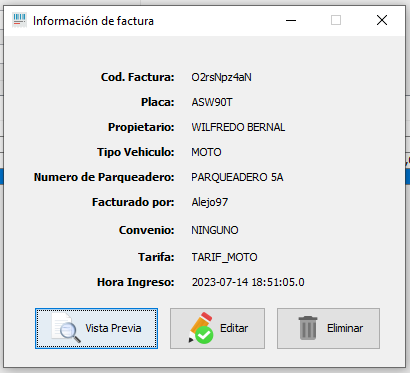 Información de factura
Cod. Factura: O2rsNpz4aN
Placa: ASW90T
Propietario: WILFREDO BERNAL
Tipo Vehiculo: MOTO
Numero de Parqueadero: PARQUEADERO 5A
Facturado por: Alejo97
Convenio: NINGUNO
Tarifa: TARIF_MOTO
Hora Ingreso: 2023-07-14 18:51:05.0
Vista Previa Editar Eliminar